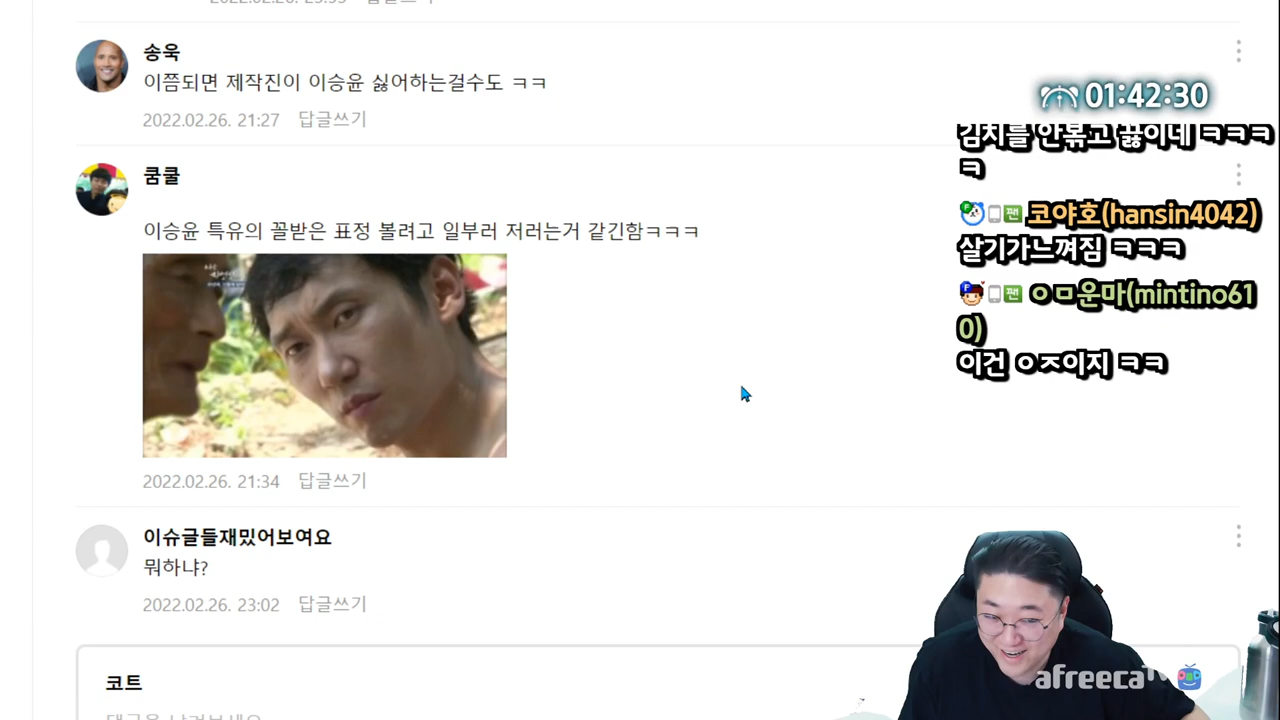 송욱
이쯤되면 제작진이 이승윤 싫어하는걸수도 ㅋㅋ
2022.02.26. 21:27 답글쓰기
쿰쿨
이승윤 특유의 꼴받은 표정 볼려고 일부러 저러는거 같긴함ㅋㅋㅋ
2022.02.26. 21:34 답글쓰기
이슈글들재밌어보여요
뭐하냐?
2022.02.26. 23:02 답글쓰기
코트
01:42:30
김치를 안볶고 끓이네 ㅋㅋㅋ
ㅋ
F 팬 코야호(hansin4042)
살기가느껴짐 ㅋㅋㅋ
F 팬 ㅇㅁ운마(mintino61
0)
이건 ㅇㅈ이지 ㅋㅋ
afreecaTV